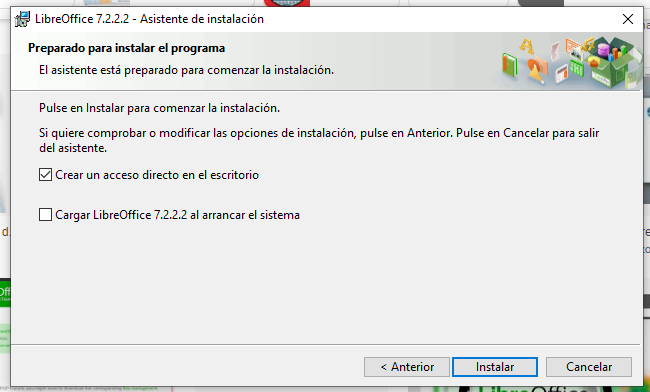 LibreOffice 7.2.2.2 - Asistente de instalación
Preparado para instalar el programa
El asistente está preparado para comenzar la instalación.
Pulse en Instalar para comenzar la instalación.
Si quiere comprobar o modificar las opciones de instalación, pulse en Anterior. Pulse en Cancelar para salir
del asistente.
Crear un acceso directo en el escritorio
Cargar LibreOffice 7.2.2.2 al arrancar el sistema
< Anterior
Instalar
Cancelar